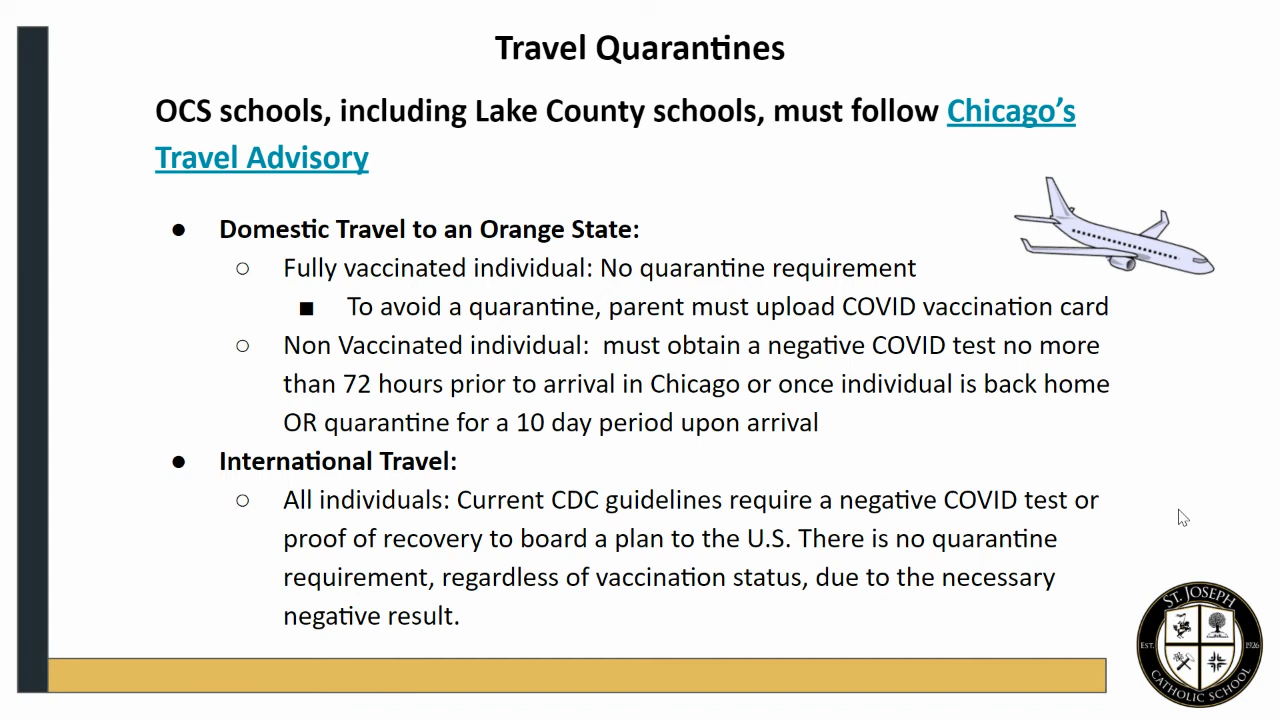 Travel Quarantines
OCS schools, including Lake County schools, must follow Chicago's
Travel Advisory
● Domestic Travel to an Orange State:
○ Fully vaccinated individual: No quarantine requirement
■ To avoid a quarantine, parent must upload COVID vaccination card
○ Non Vaccinated individual:  must obtain a negative COVID test no more
than 72 hours prior to arrival in Chicago or once individual is back home
OR quarantine for a 10 day period upon arrival
● International Travel:
○ All individuals: Current CDC guidelines require a negative COVID test or
proof of recovery to board a plan to the U.S. There is no quarantine
requirement, regardless of vaccination status, due to the necessary
negative result.
ST. JOSEPH
EST. 1926
CATHOLIC SCHOOL